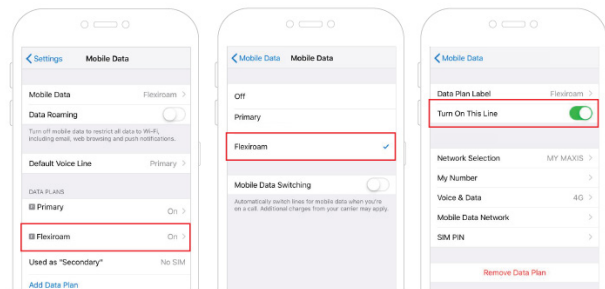 Settings
Mobile Data
Mobile Data
Flexiroam
Data Roaming
Turn off mobile data to restrict all data to Wi-Fi,
including email, web browsing and push notifications.
Default Voice Line
Primary
DATA PLANS
Primary
On
Flexiroam
On
Used as "Secondary"
No SIM
Add Data Plan
Mobile Data
Mobile Data
Off
Primary
Flexiroam
Mobile Data Switching
Automatically switch lines for mobile data when you're
on a call. Additional charges from your carrier may apply.
Mobile Data
Data Plan Label
Flexiroam
Turn On This Line
Network Selection
MY MAXIS
My Number
Voice & Data
4G
Mobile Data Network
SIM PIN
Remove Data Plan